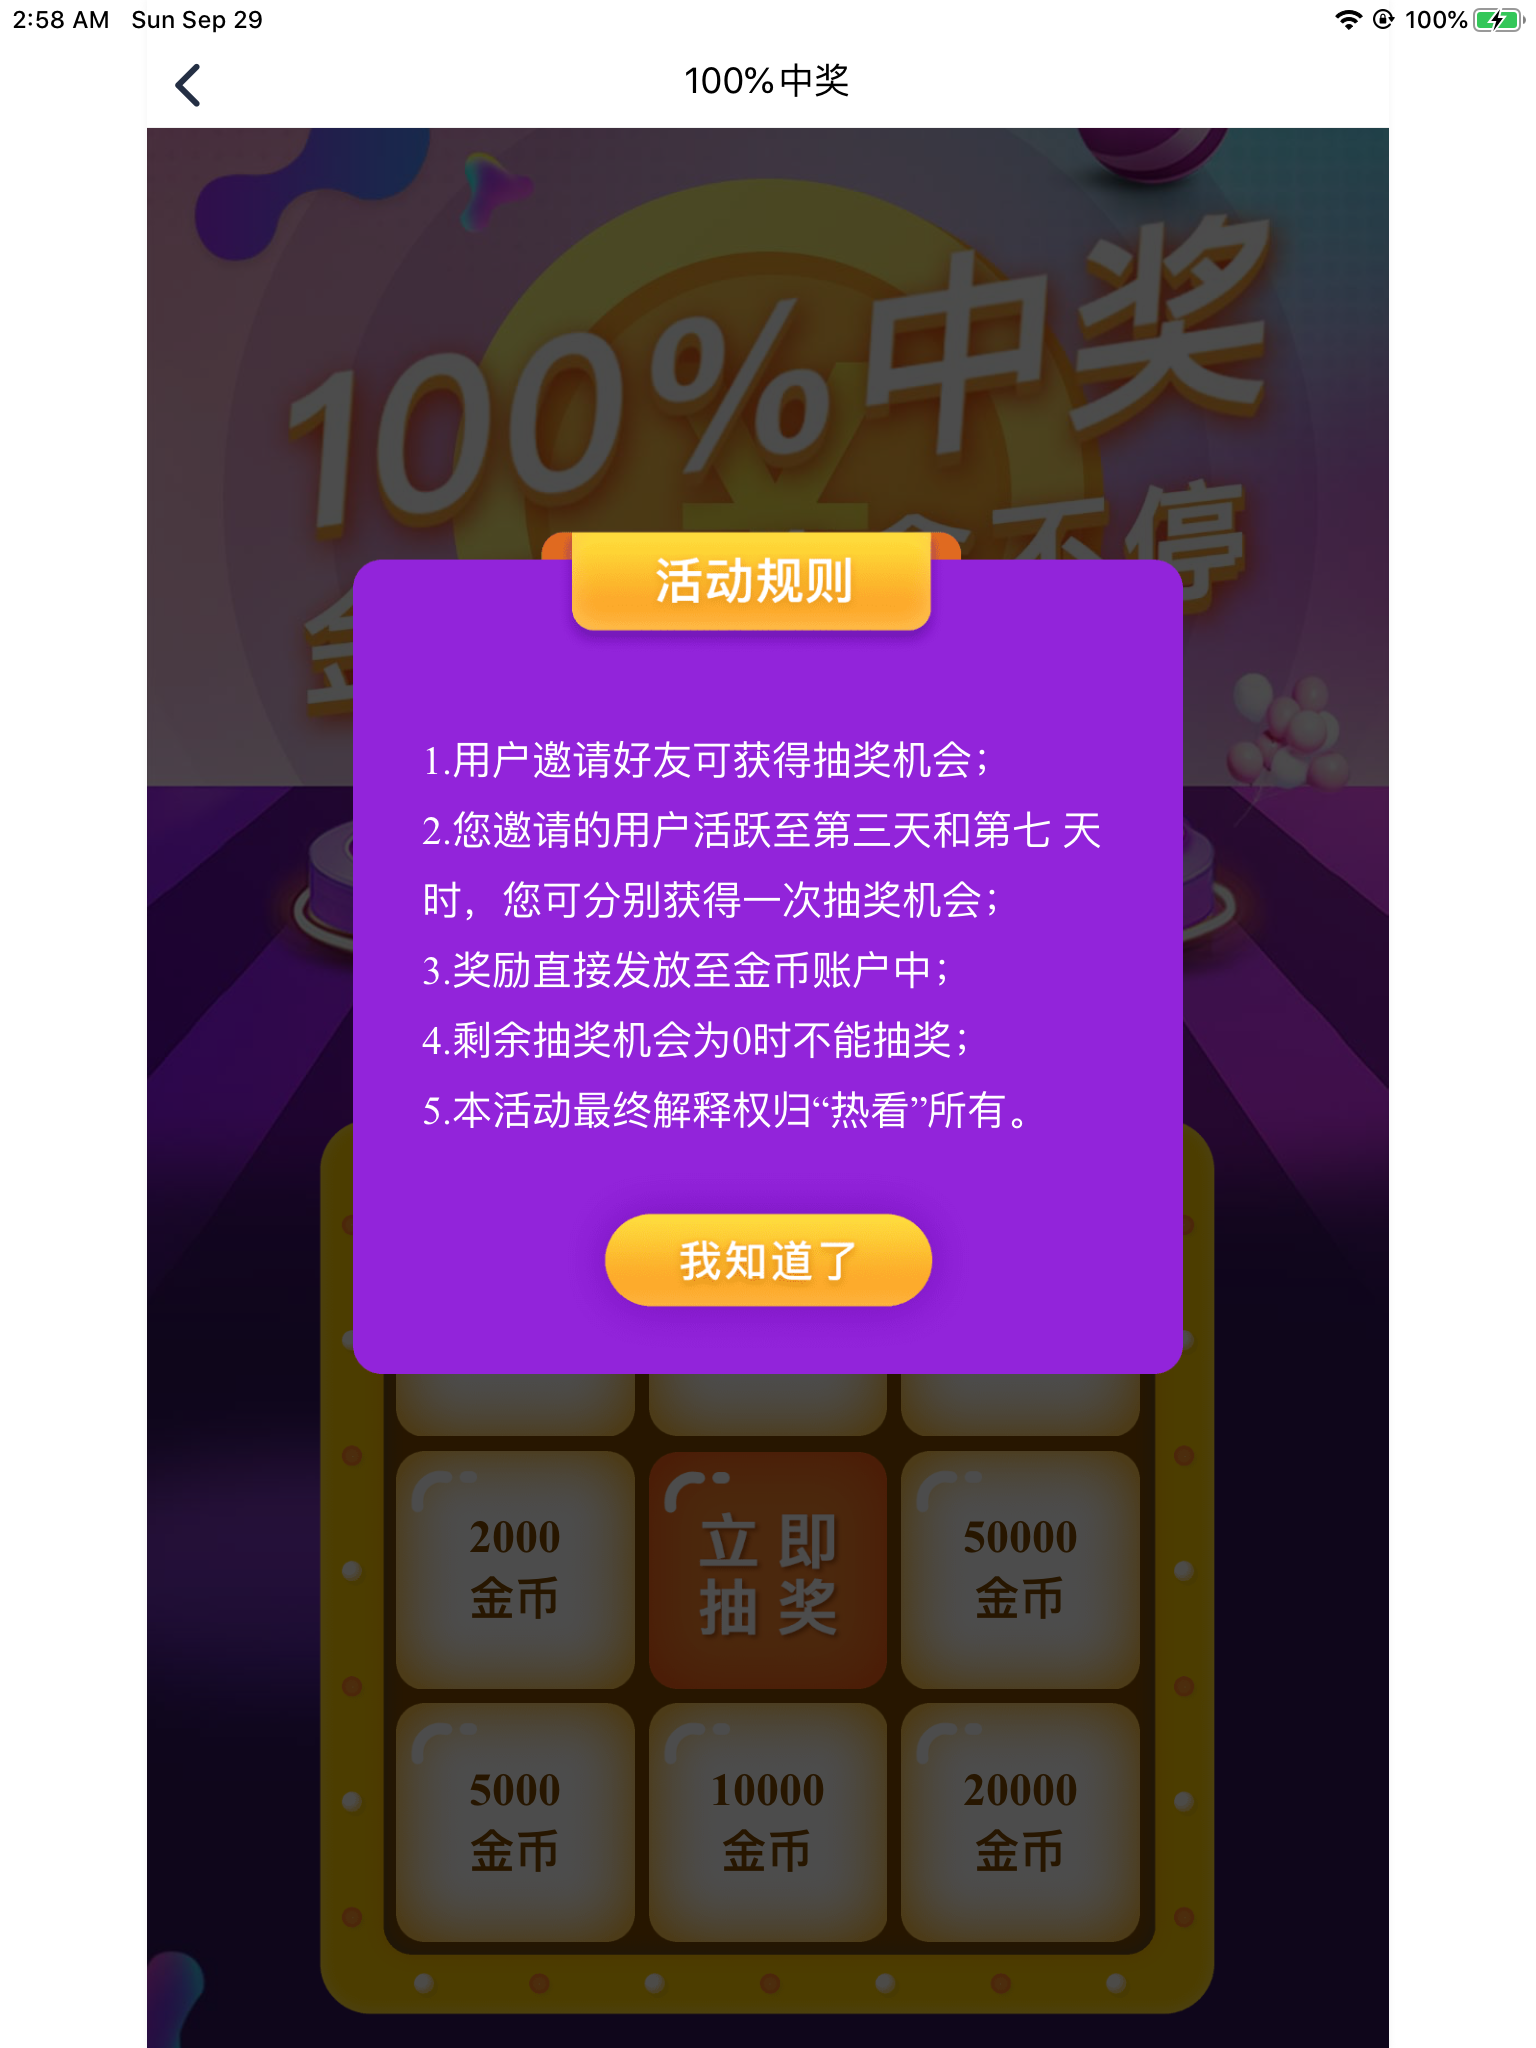 2:58 AM Sun Sep 29
100%
100%中奖
100%中奖
金不停
活动规则
1.用户邀请好友可获得抽奖机会；
2.您邀请的用户活跃至第三天和第七 天
时，您可分别获得一次抽奖机会；
3.奖励直接发放至金币账户中；
4.剩余抽奖机会为0时不能抽奖；
5.本活动最终解释权归“热看”所有。
我知道了
2000
金币
立即
抽奖
50000
金币
5000
金币
10000
金币
20000
金币